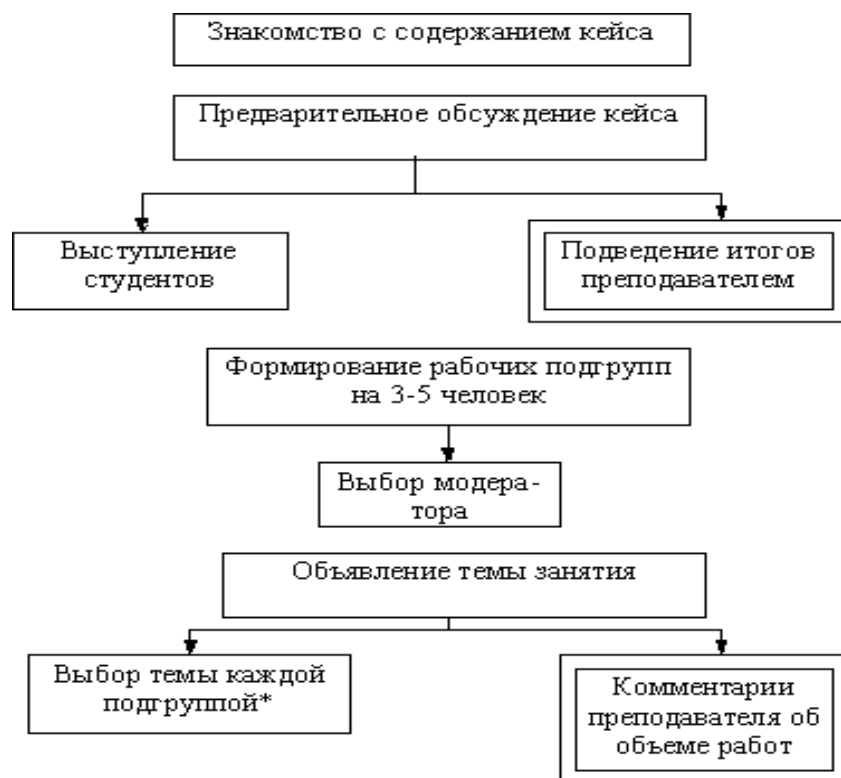 Знакомство с содержанием кейса
Предварительное обсуждение кейса
Выступление
студентов
Подведение итогов
преподавателем
Формирование рабочих подгрупп
на 3-5 человек
Выбор модера-
тора
Объявление темы занятия
Выбор темы каждой
подгруппой*
Комментарии
преподавателя об
объеме работ